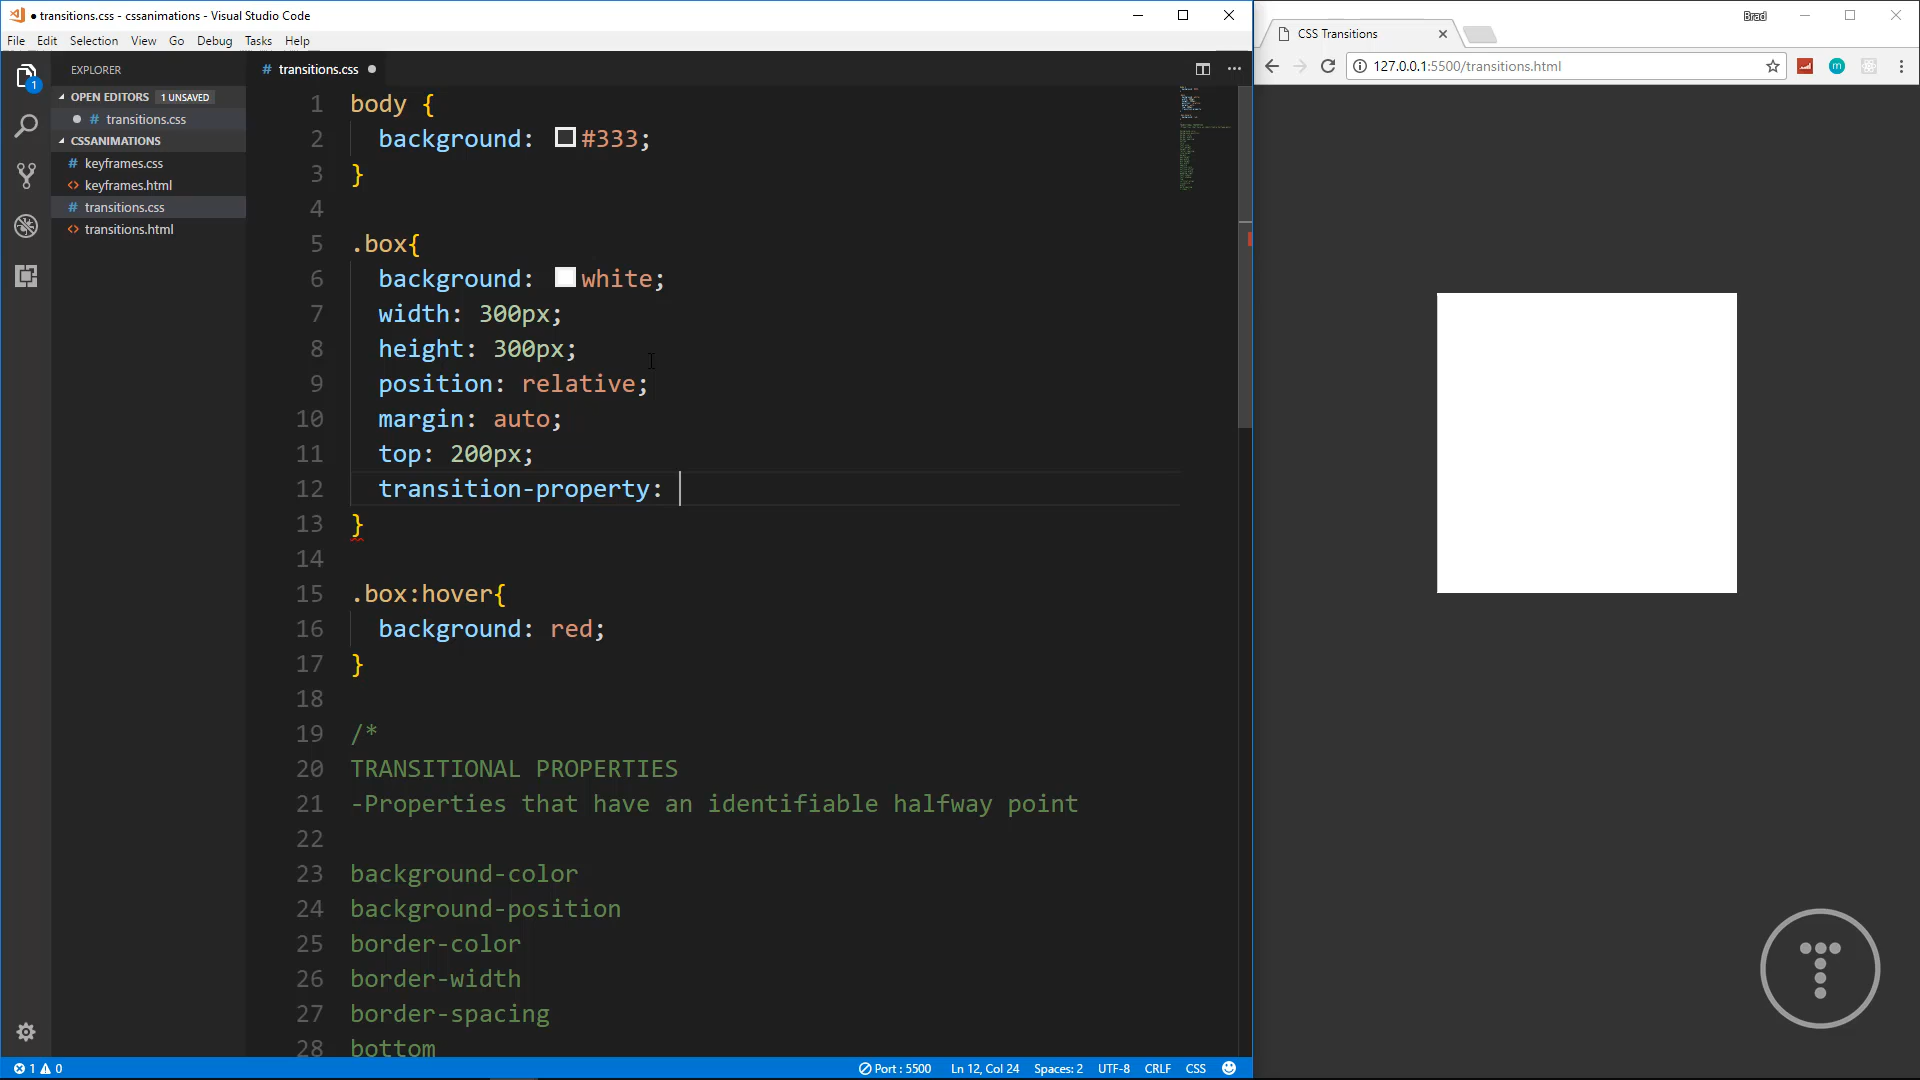 transitions.css - cssanimations - Visual Studio Code
File Edit Selection View Go Debug Tasks Help
EXPLORER
OPEN EDITORS 1 UNSAVED
# transitions.css
CSSANIMATIONS
# keyframes.css
<> keyframes.html
# transitions.css
<> transitions.html
1
# transitions.css
1 body {
2 background: #333;
3 }
4
5 .box{
6 background: white;
7 width: 300px;
8 height: 300px;
9 position: relative;
10 margin: auto;
11 top: 200px;
12 transition-property:
13 }
14
15 .box:hover{
16 background: red;
17 }
18
19 /*
20 TRANSITIONAL PROPERTIES
21 -Properties that have an identifiable halfway point
22
23 background-color
24 background-position
25 border-color
26 border-width
27 border-spacing
28 bottom
1 0 Port : 5500 Ln 12, Col 24 Spaces: 2 UTF-8 CRLF CSS
CSS Transitions
Brad
127.0.0.1:5500/transitions.html
m
T